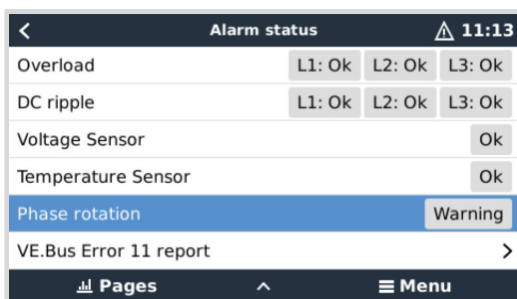 Alarm status 11:13
Overload L1: Ok L2: Ok L3: Ok
DC ripple L1: Ok L2: Ok L3: Ok
Voltage Sensor Ok
Temperature Sensor Ok
Phase rotation Warning
VE.Bus Error 11 report
Pages Menu